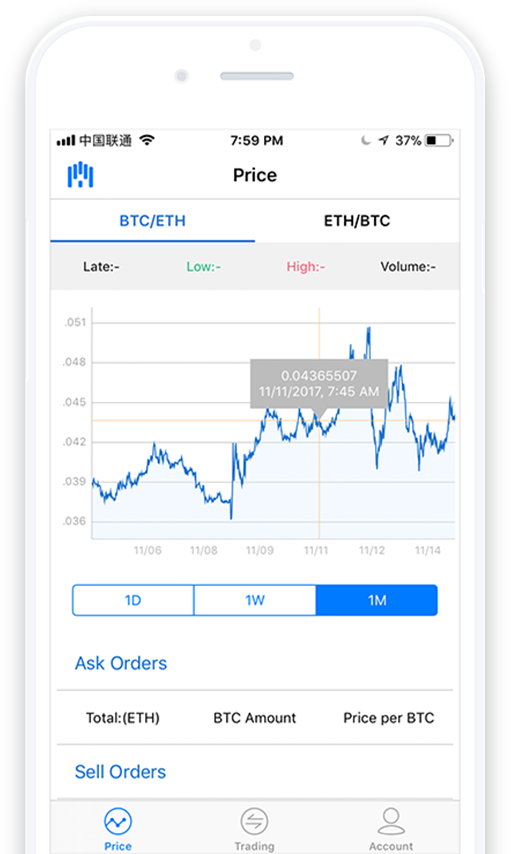 中国联通 7:59 PM 37%
Price
BTC/ETH ETH/BTC
Late:- Low:- High:- Volume:-
.051
.048
.045
.042
.039
.036
0.04365507
11/11/2017, 7:45 AM
11/06 11/08 11/09 11/11 11/12 11/14
1D 1W 1M
Ask Orders
Total:(ETH) BTC Amount Price per BTC
Sell Orders
Price Trading Account